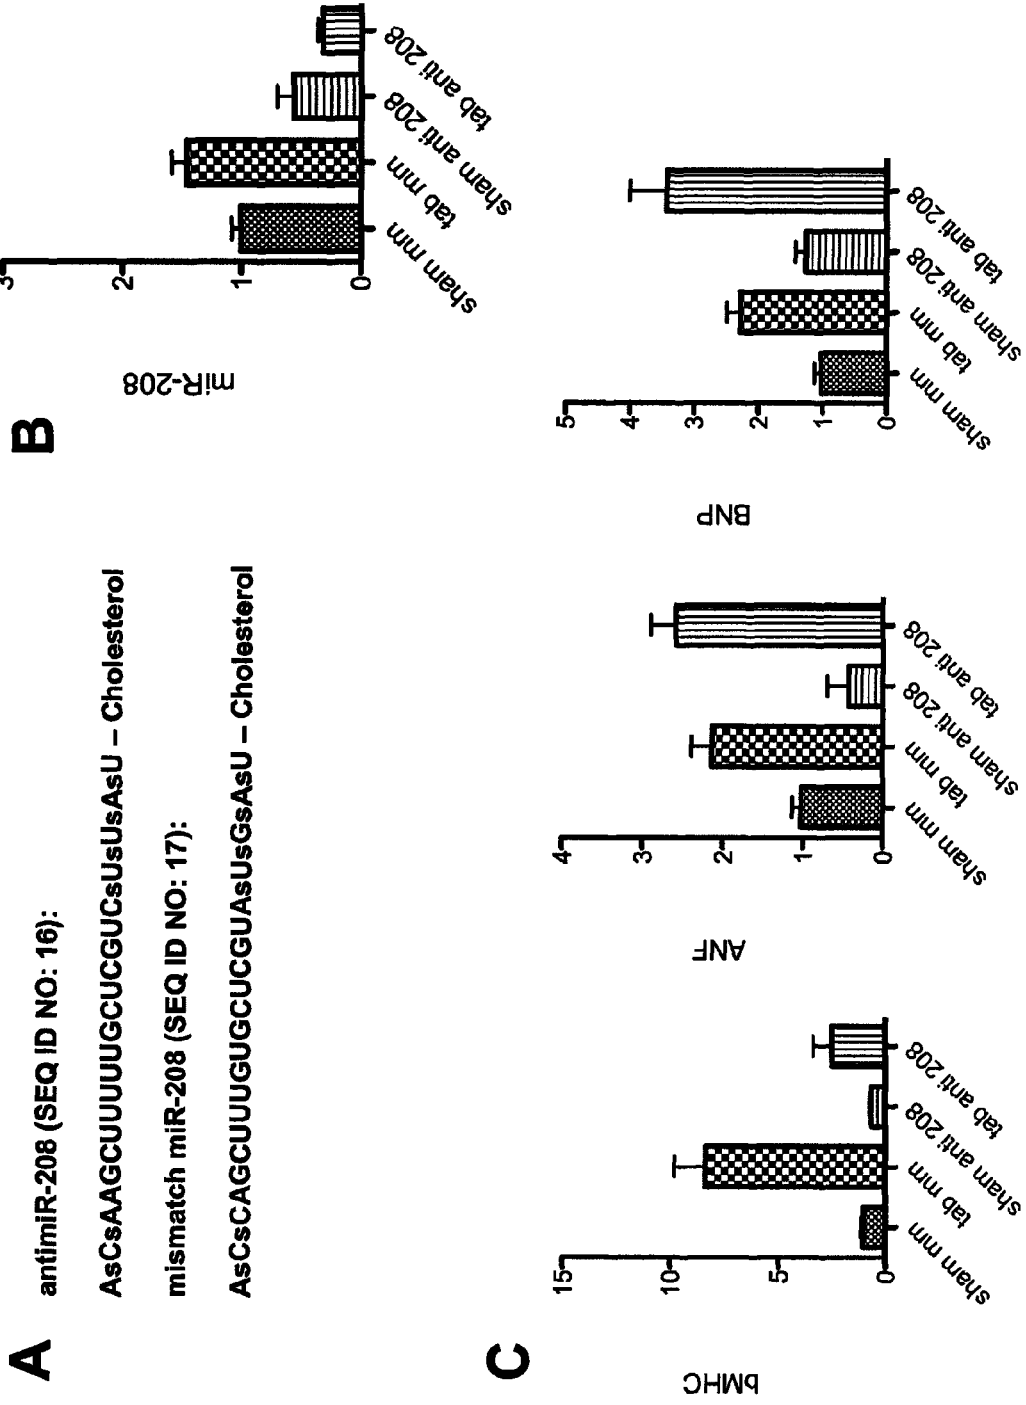 A
antimiR-208 (SEQ ID NO: 16):
AsCsAAGCUUUUUGCUCGUCsUsUsAsU – Cholesterol
mismatch miR-208 (SEQ ID NO: 17):
AsCsCAGCUUUGUGCUCGUAsUsGsAsU – Cholesterol
B
miR-208
3
2
1
0
sham mm
tab mm
sham anti 208
tab anti 208
C
bMHC
15
10
5
0
sham mm
tab mm
sham anti 208
tab anti 208
ANF
4
3
2
1
0
sham mm
tab mm
sham anti 208
tab anti 208
BNP
5
4
3
2
1
0
sham mm
tab mm
sham anti 208
tab anti 208